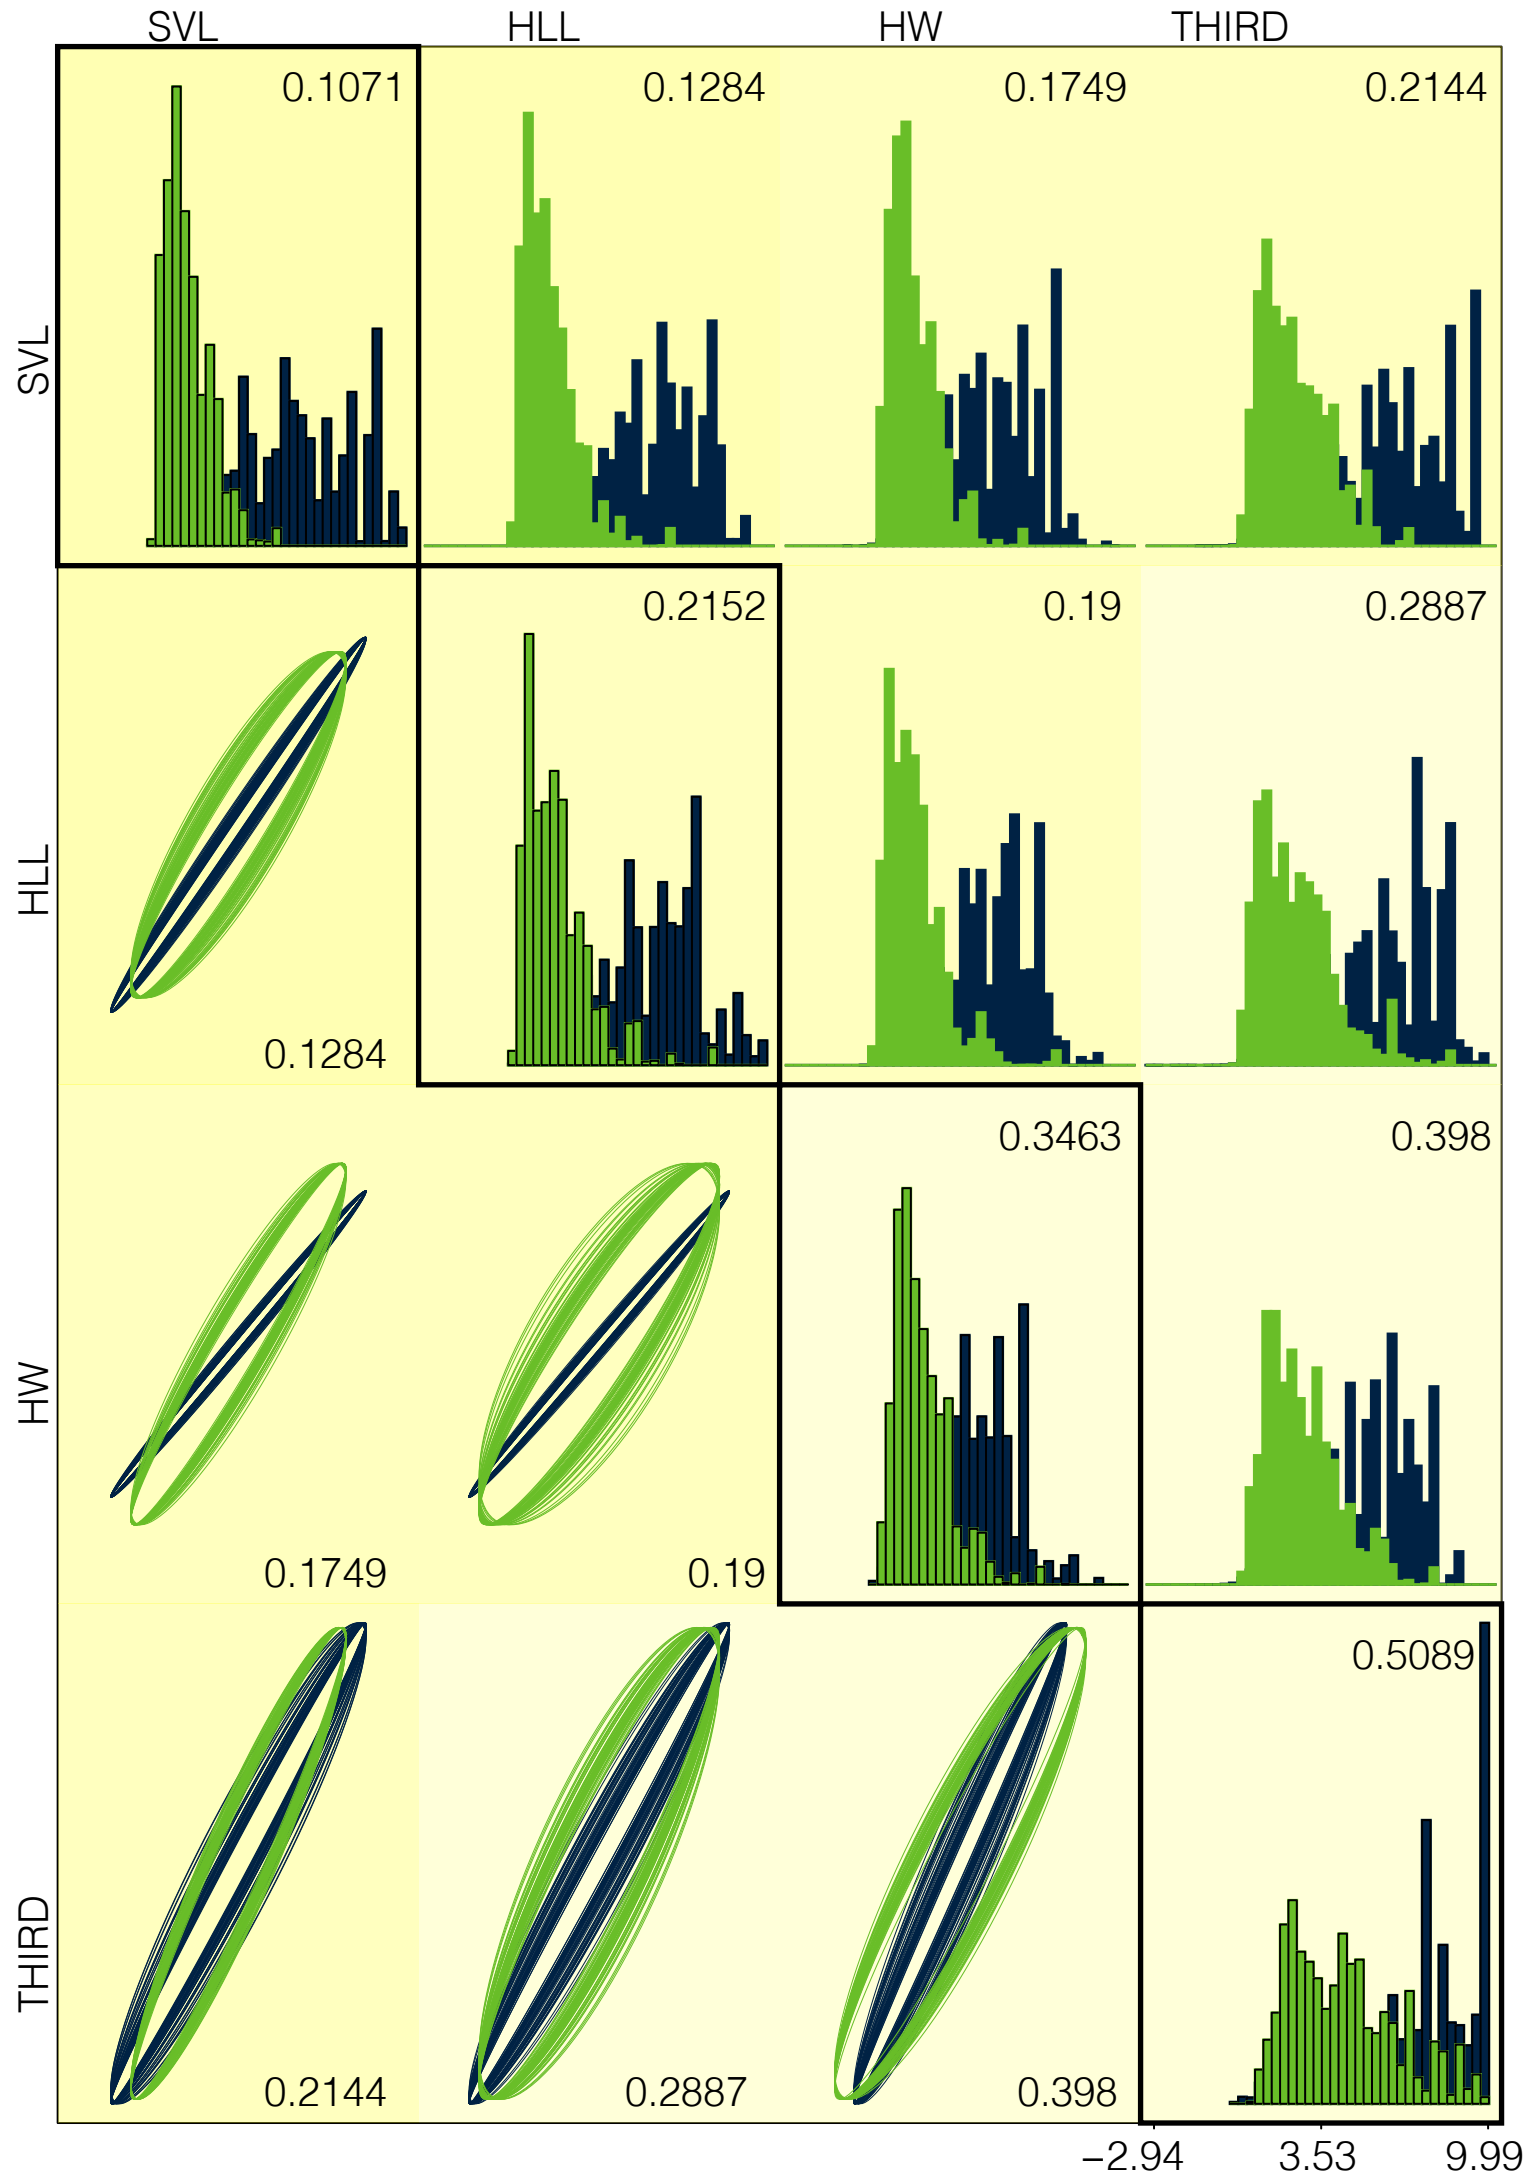 SVL HLL HW THIRD
SVL 0.1071 0.1284 0.1749 0.2144
HLL 0.2152 0.19 0.2887
0.1284
HW 0.3463 0.398
0.1749 0.19
THIRD 0.5089
0.2144 0.2887 0.398
−2.94 3.53 9.99